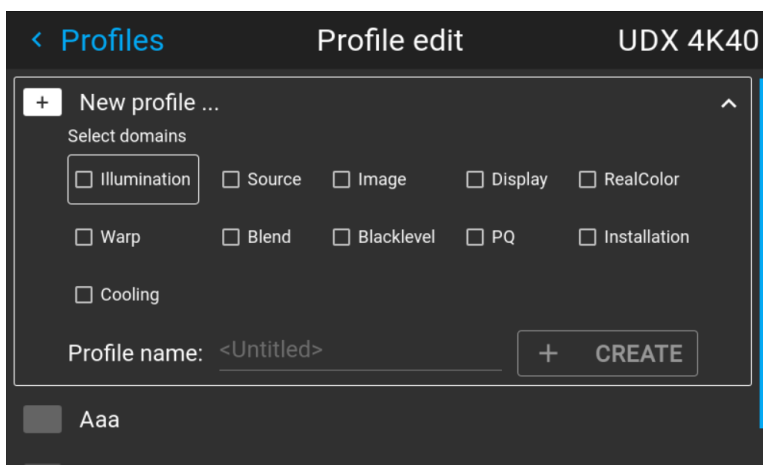 Profiles Profile edit UDX 4K40
+ New profile ...
Select domains
Illumination Source Image Display RealColor
Warp Blend Blacklevel PQ Installation
Cooling
Profile name: <Untitled> + CREATE
Aaa